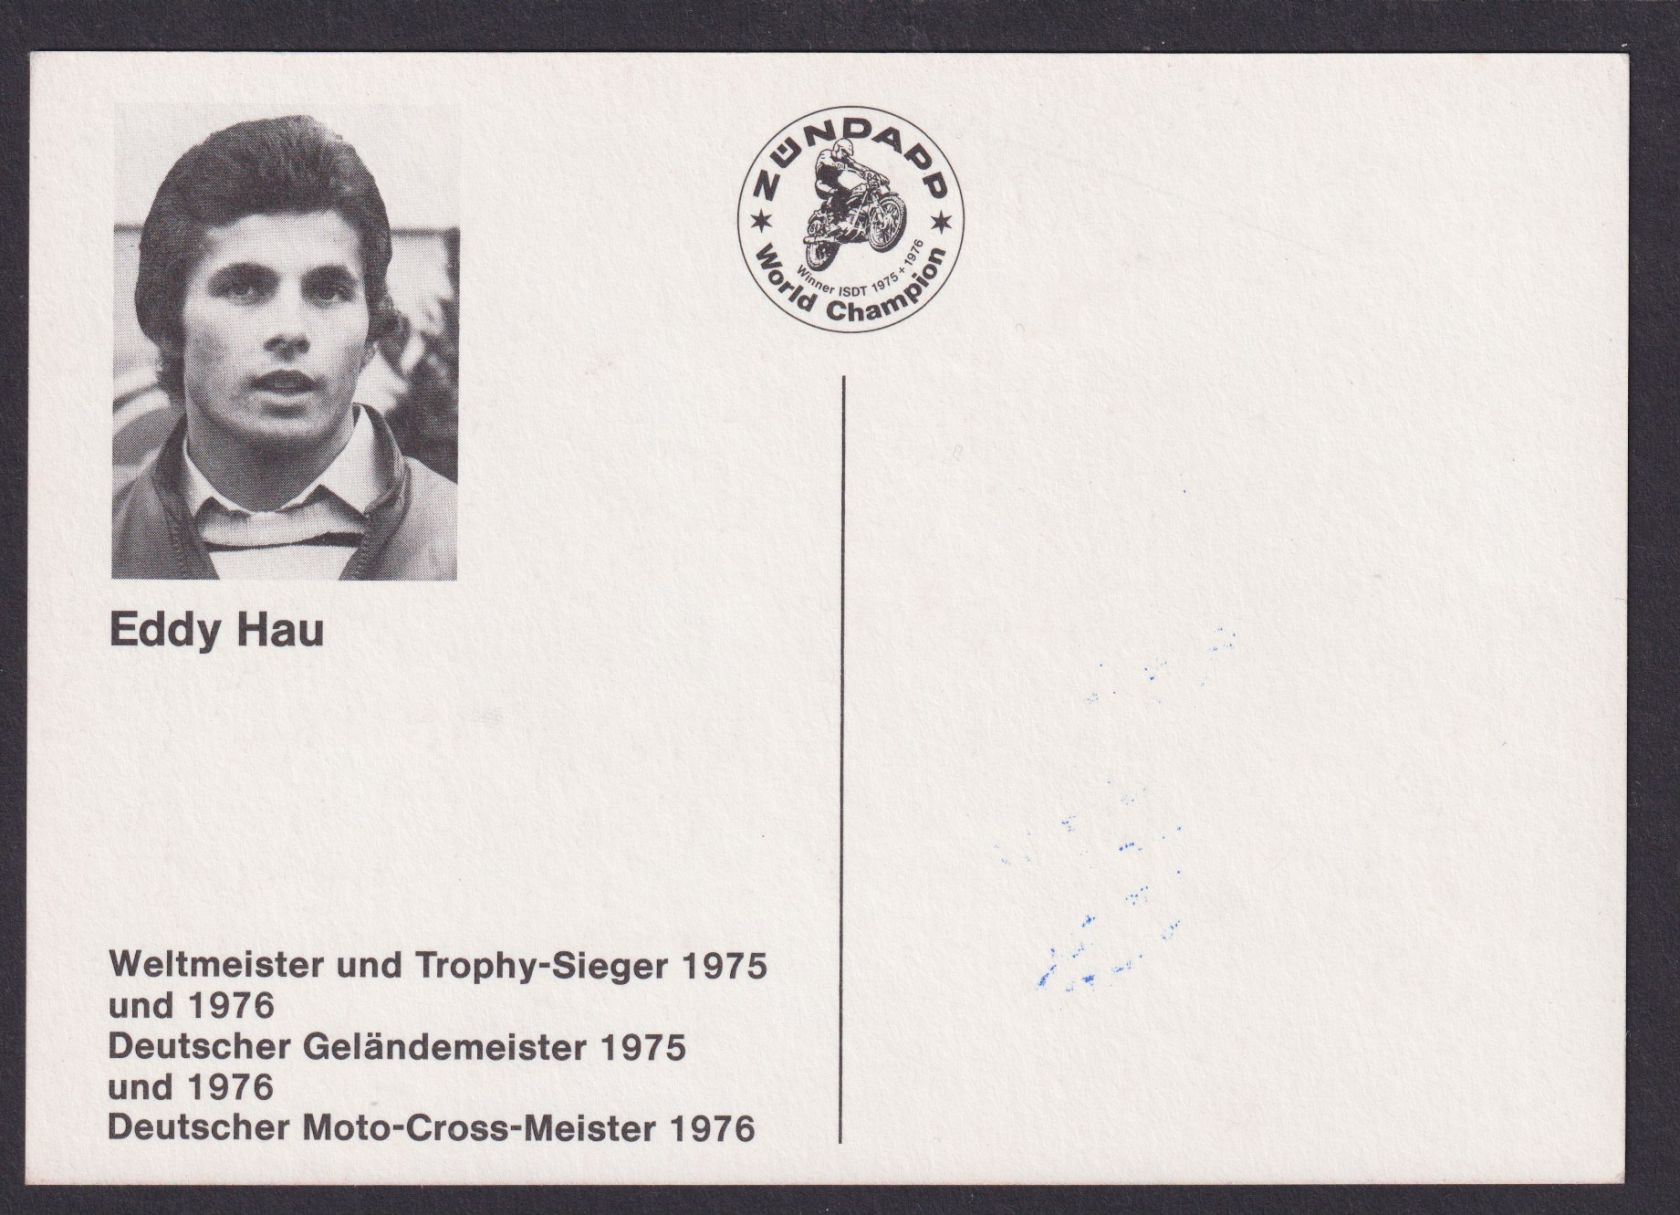 ZÜNDAPP
Winner ISDT 1975 + 1976
World Champion
Eddy Hau
Weltmeister und Trophy-Sieger 1975
und 1976
Deutscher Geländemeister 1975
und 1976
Deutscher Moto-Cross-Meister 1976